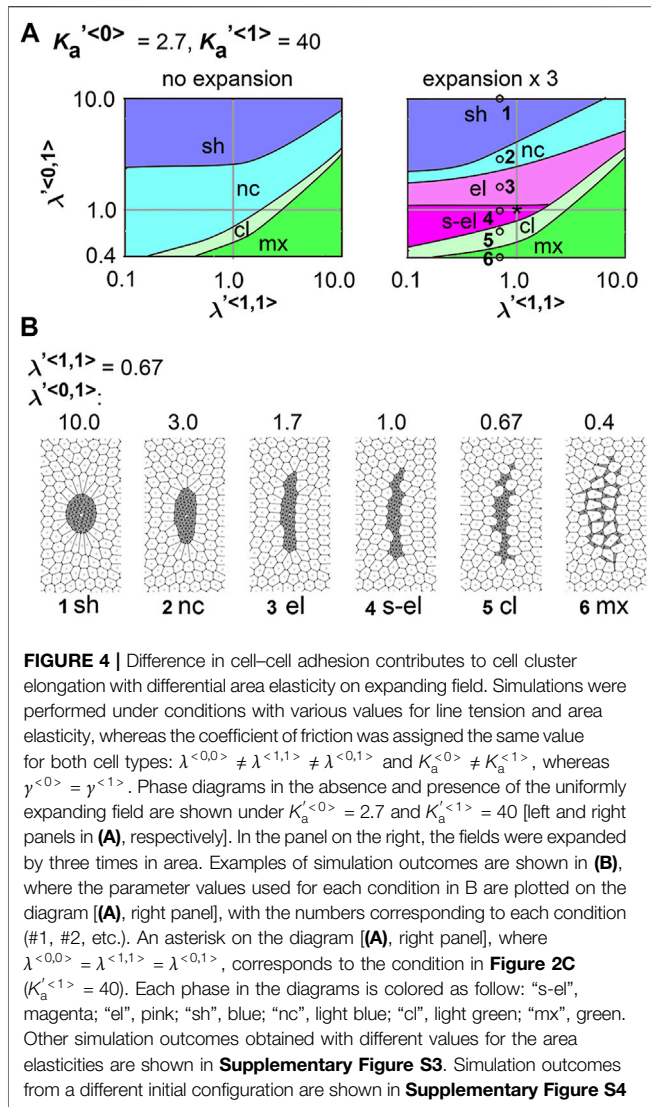 A K'a<0> = 2.7, K'a<1> = 40
no expansion
expansion x 3
10.0
1.0
0.4
λ'<0,1>
sh
nc
cl
mx
0.1 1.0 10.0
λ'<1,1>
10.0
1.0
0.4
sh 1
2 nc
el 3
s-el 4 *
5 cl
6 mx
0.1 1.0 10.0
λ'<1,1>
B
λ'<1,1> = 0.67
λ'<0,1>:
10.0 3.0 1.7 1.0 0.67 0.4
1 sh 2 nc 3 el 4 s-el 5 cl 6 mx
FIGURE 4 | Difference in cell–cell adhesion contributes to cell cluster
elongation with differential area elasticity on expanding field. Simulations were
performed under conditions with various values for line tension and area
elasticity, whereas the coefficient of friction was assigned the same value
for both cell types: λ<0,0> ≠ λ<1,1> ≠ λ<0,1> and Ka<0> ≠ Ka<1>, whereas
γ<0> = γ<1>. Phase diagrams in the absence and presence of the uniformly
expanding field are shown under K'a<0> = 2.7 and K'a<1> = 40 [left and right
panels in (A), respectively]. In the panel on the right, the fields were expanded
by three times in area. Examples of simulation outcomes are shown in (B),
where the parameter values used for each condition in B are plotted on the
diagram [(A), right panel], with the numbers corresponding to each condition
(#1, #2, etc.). An asterisk on the diagram [(A), right panel], where
λ<0,0> = λ<1,1> = λ<0,1>, corresponds to the condition in Figure 2C
(K'a<1> = 40). Each phase in the diagrams is colored as follow: “s-el”,
magenta; “el”, pink; “sh”, blue; “nc”, light blue; “cl”, light green; “mx”, green.
Other simulation outcomes obtained with different values for the area
elasticities are shown in Supplementary Figure S3. Simulation outcomes
from a different initial configuration are shown in Supplementary Figure S4